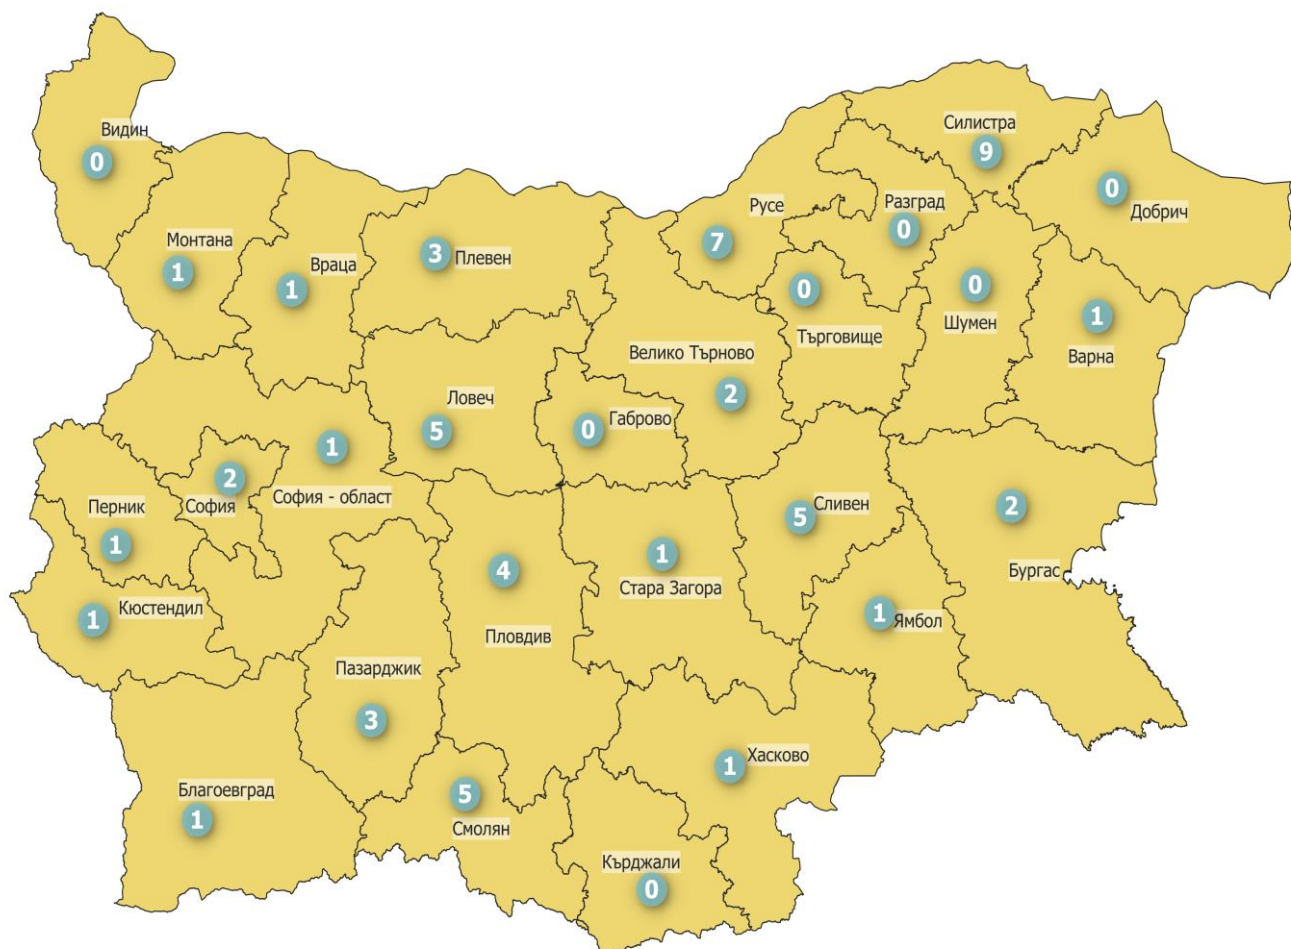 Видин
0
Силистра
9
Добрич
0
Русе
7
Разград
0
Монтана
1
Враца
1
Плевен
3
Търговище
0
Шумен
0
Варна
1
Велико Търново
2
Ловеч
5
Габрово
0
София
2
София - област
1
Перник
1
Сливен
5
Бургас
2
Кюстендил
1
Пловдив
4
Стара Загора
1
Ямбол
1
Пазарджик
3
Хасково
1
Благоевград
1
Смолян
5
Кърджали
0